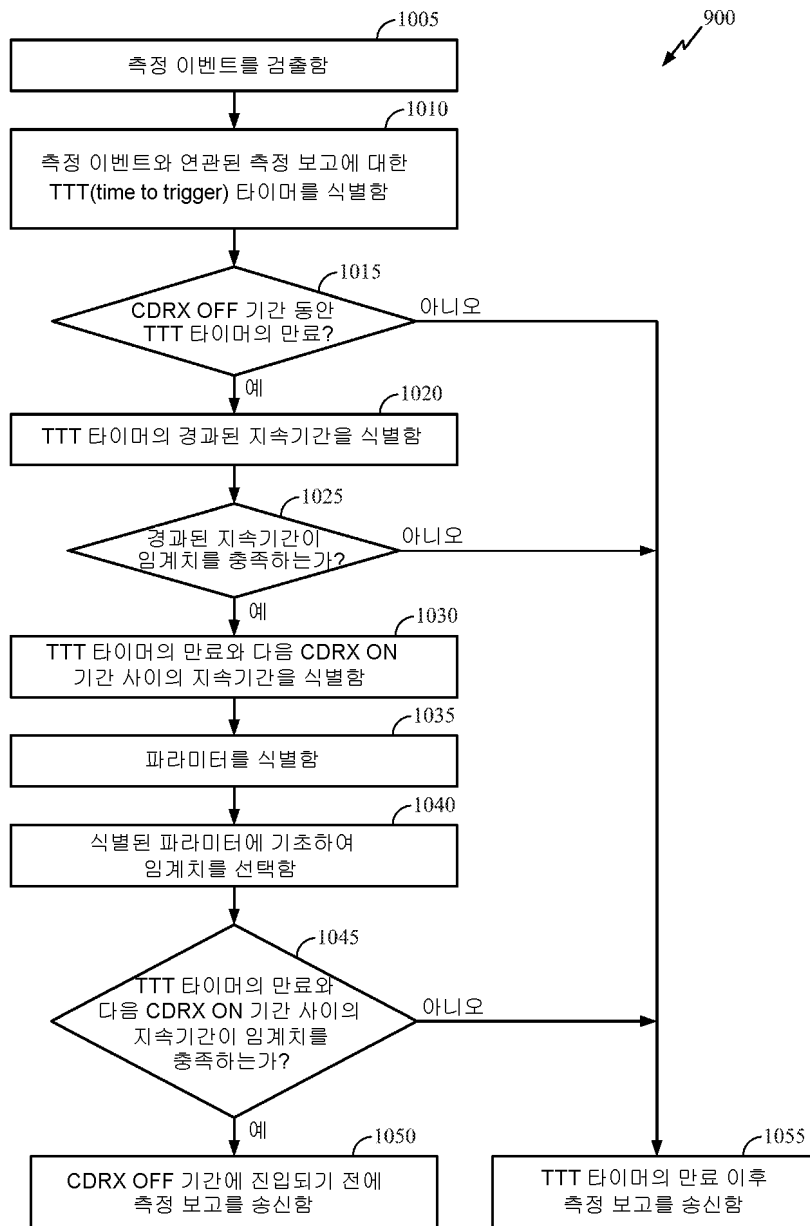 1005
900
측정 이벤트를 검출함
1010
측정 이벤트와 연관된 측정 보고에 대한
TTT(time to trigger) 타이머를 식별함
1015
CDRX OFF 기간 동안
TTT 타이머의 만료?
아니오
예
1020
TTT 타이머의 경과된 지속기간을 식별함
1025
경과된 지속기간이
임계치를 충족하는가?
아니오
예
1030
TTT 타이머의 만료와 다음 CDRX ON
기간 사이의 지속기간을 식별함
1035
파라미터를 식별함
1040
식별된 파라미터에 기초하여
임계치를 선택함
1045
TTT 타이머의 만료와
다음 CDRX ON 기간 사이의
지속기간이 임계치를
충족하는가?
아니오
예
1050
CDRX OFF 기간에 진입되기 전에
측정 보고를 송신함
1055
TTT 타이머의 만료 이후
측정 보고를 송신함